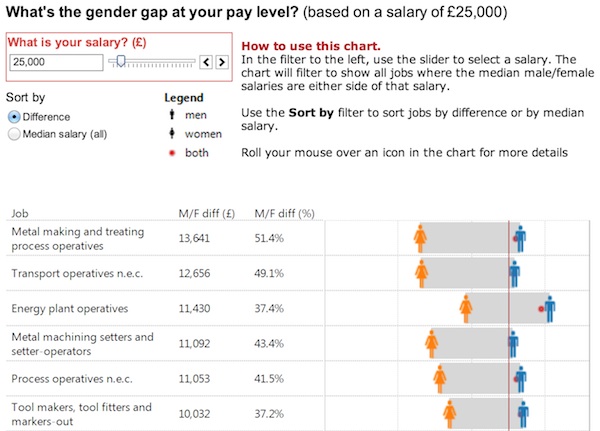 What's the gender gap at your pay level? (based on a salary of £25,000)
What is your salary? (£)
25,000
Sort by
Difference
Median salary (all)
Legend
men
women
both
How to use this chart.
In the filter to the left, use the slider to select a salary. The
chart will filter to show all jobs where the median male/female
salaries are either side of that salary.
Use the Sort by filter to sort jobs by difference or by median
salary.
Roll your mouse over an icon in the chart for more details
Job M/F diff (£) M/F diff (%)
Metal making and treating
process operatives 13,641 51.4%
Transport operatives n.e.c. 12,656 49.1%
Energy plant operatives 11,430 37.4%
Metal machining setters and
setter-operators 11,092 43.4%
Process operatives n.e.c. 11,053 41.5%
Tool makers, tool fitters and
markers-out 10,032 37.2%